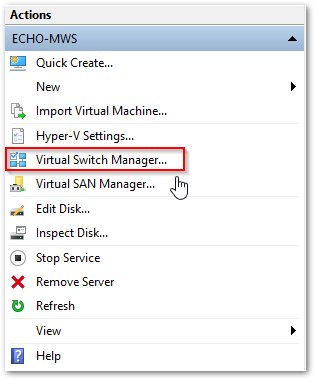 Actions
ECHO-MWS
Quick Create...
New
Import Virtual Machine...
Hyper-V Settings...
Virtual Switch Manager...
Virtual SAN Manager...
Edit Disk...
Inspect Disk...
Stop Service
Remove Server
Refresh
View
Help